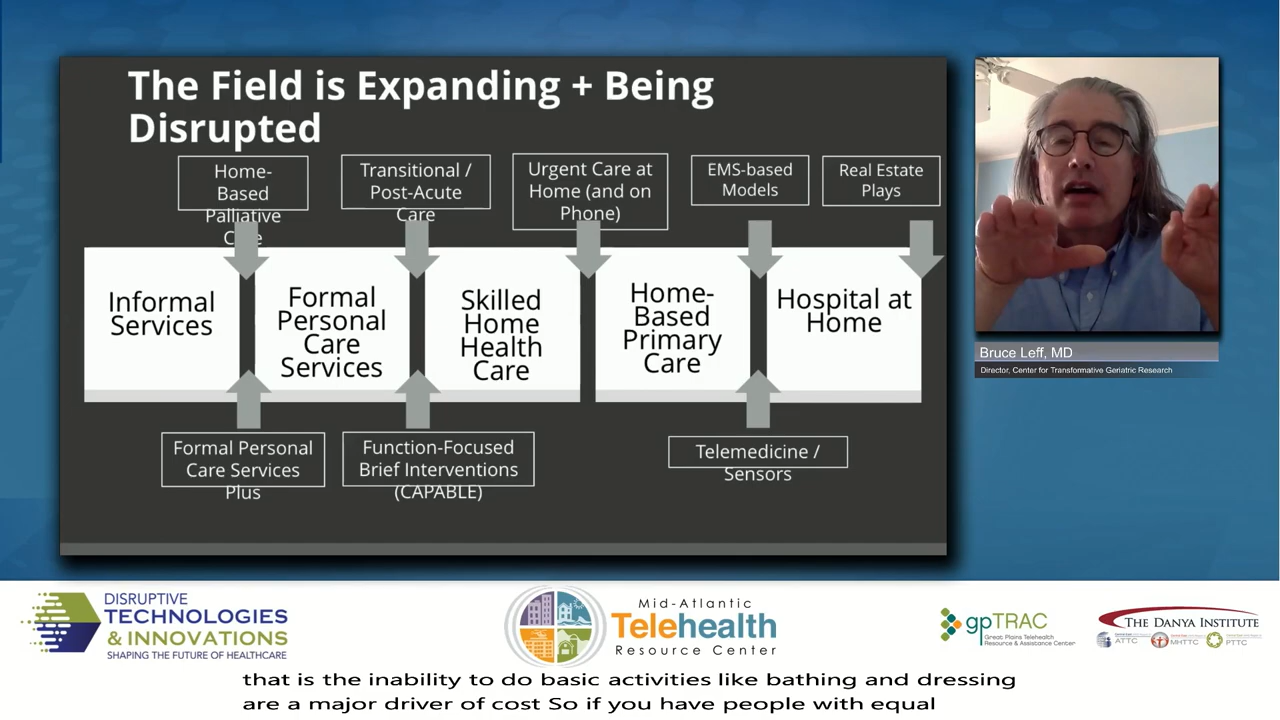 The Field is Expanding + Being
Disrupted
Home-
Based
Palliative
Care
Transitional /
Post-Acute
Care
Urgent Care at
Home (and on
Phone)
EMS-based
Models
Real Estate
Plays
Informal
Services
Formal
Personal
Care
Services
Skilled
Home
Health
Care
Home-
Based
Primary
Care
Hospital at
Home
Formal Personal
Care Services
Plus
Function-Focused
Brief Interventions
(CAPABLE)
Telemedicine /
Sensors
Bruce Leff, MD
Director, Center for Transformative Geriatric Research
DISRUPTIVE
TECHNOLOGIES
& INNOVATIONS
SHAPING THE FUTURE OF HEALTHCARE
Mid-Atlantic
Telehealth
Resource Center
gpTRAC
Great Plains Telehealth
Resource & Assistance Center
THE DANYA INSTITUTE
ATTC
MHTTC
PTTC
that is the inability to do basic activities like bathing and dressing
are a major driver of cost So if you have people with equal